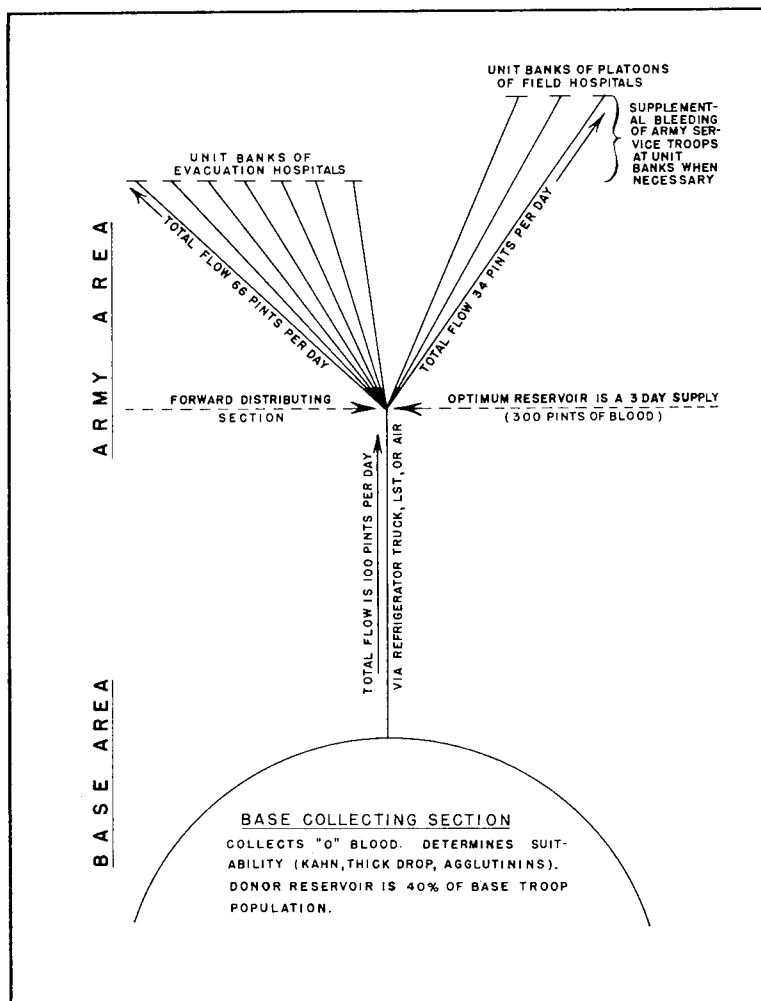 UNIT BANKS OF PLATOONS
OF FIELD HOSPITALS
SUPPLEMENT-
AL BLEEDING
OF ARMY SER-
VICE TROOPS
AT UNIT
BANKS WHEN
NECESSARY
UNIT BANKS OF
EVACUATION HOSPITALS
TOTAL FLOW 66 PINTS PER DAY
TOTAL FLOW 34 PINTS PER DAY
ARMY AREA
FORWARD DISTRIBUTING
SECTION
OPTIMUM RESERVOIR IS A 3 DAY SUPPLY
(300 PINTS OF BLOOD)
TOTAL FLOW IS 100 PINTS PER DAY
VIA REFRIGERATOR TRUCK, LST, OR AIR
BASE AREA
BASE COLLECTING SECTION
COLLECTS "O" BLOOD. DETERMINES SUIT-
ABILITY (KAHN, THICK DROP, AGGLUTININS).
DONOR RESERVOIR IS 40% OF BASE TROOP
POPULATION.